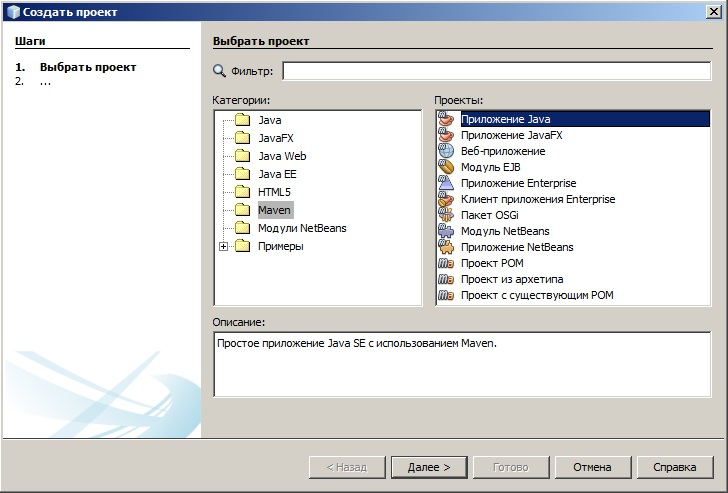 Создать проект
Шаги
1. Выбрать проект
2. ...
Выбрать проект
Фильтр:
Категории:
Java
JavaFX
Java Web
Java EE
HTML5
Maven
Модули NetBeans
Примеры
Проекты:
Приложение Java
Приложение JavaFX
Веб-приложение
Модуль EJB
Приложение Enterprise
Клиент приложения Enterprise
Пакет OSGi
Модуль NetBeans
Приложение NetBeans
Проект POM
Проект из архетипа
Проект с существующим POM
Описание:
Простое приложение Java SE с использованием Maven.
< Назад
Далее >
Готово
Отмена
Справка